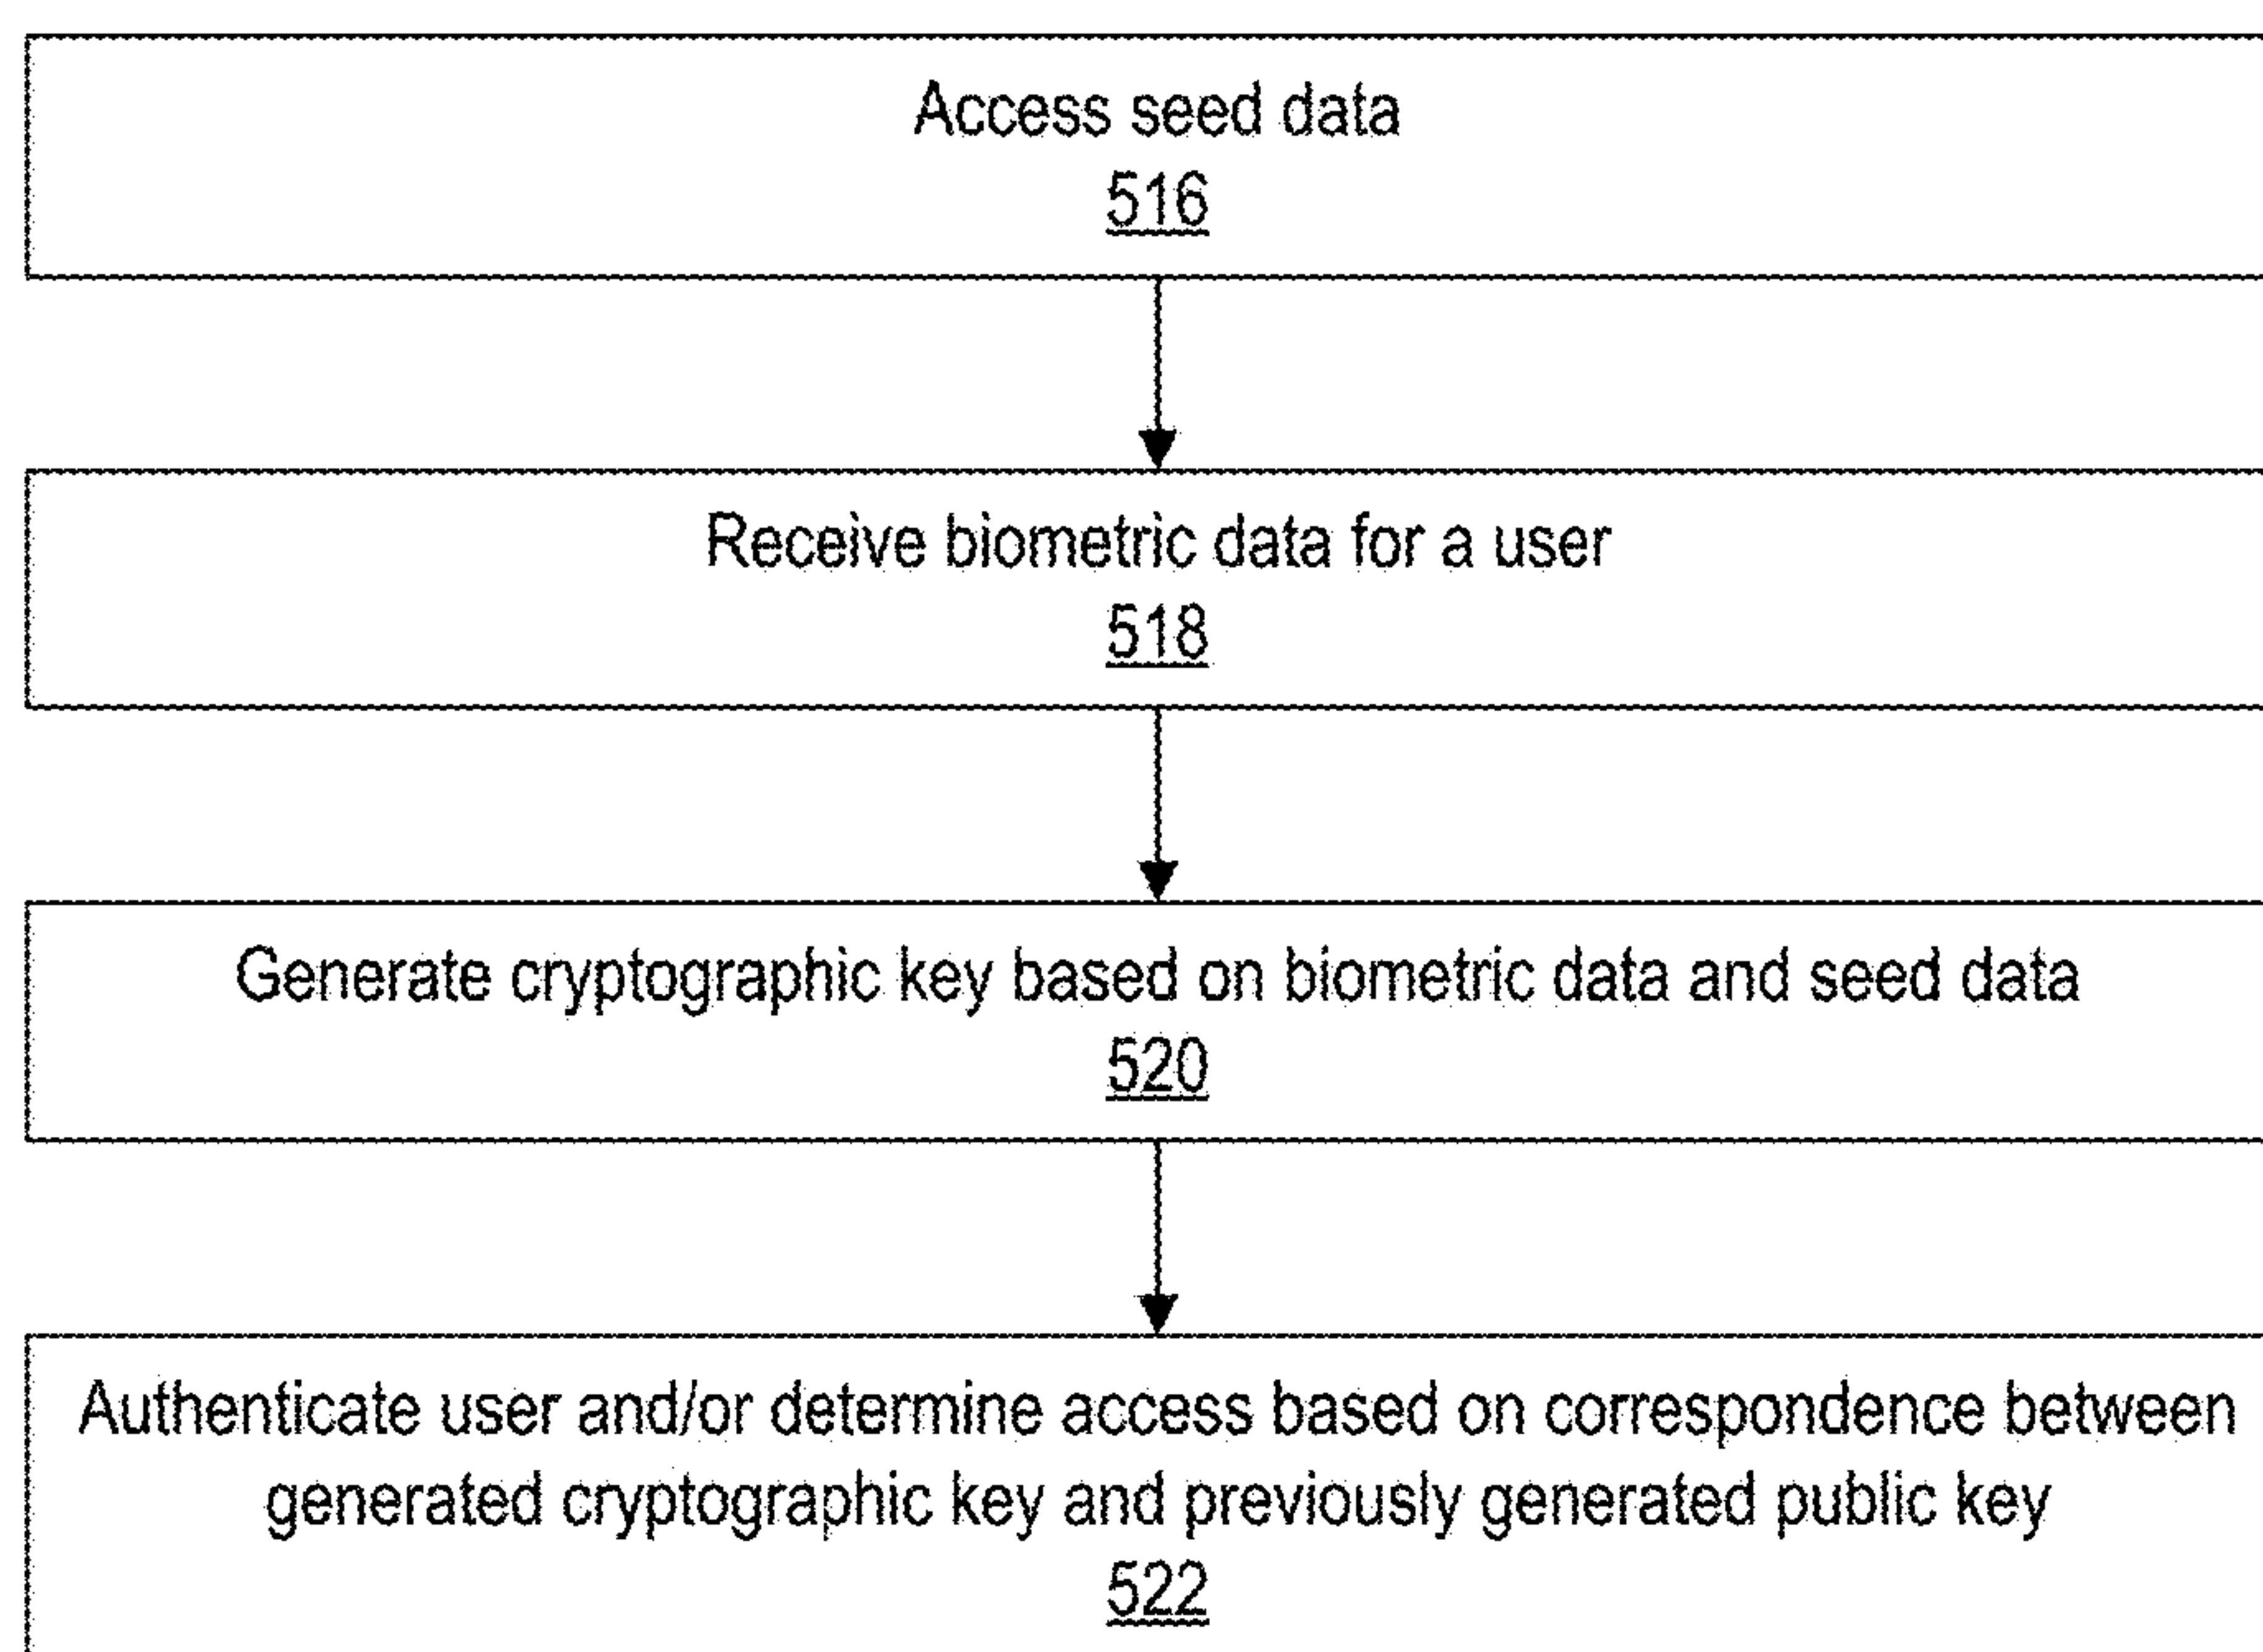 Access seed data
516
Receive biometric data for a user
518
Generate cryptographic key based on biometric data and seed data
520
Authenticate user and/or determine access based on correspondence between
generated cryptographic key and previously generated public key
522